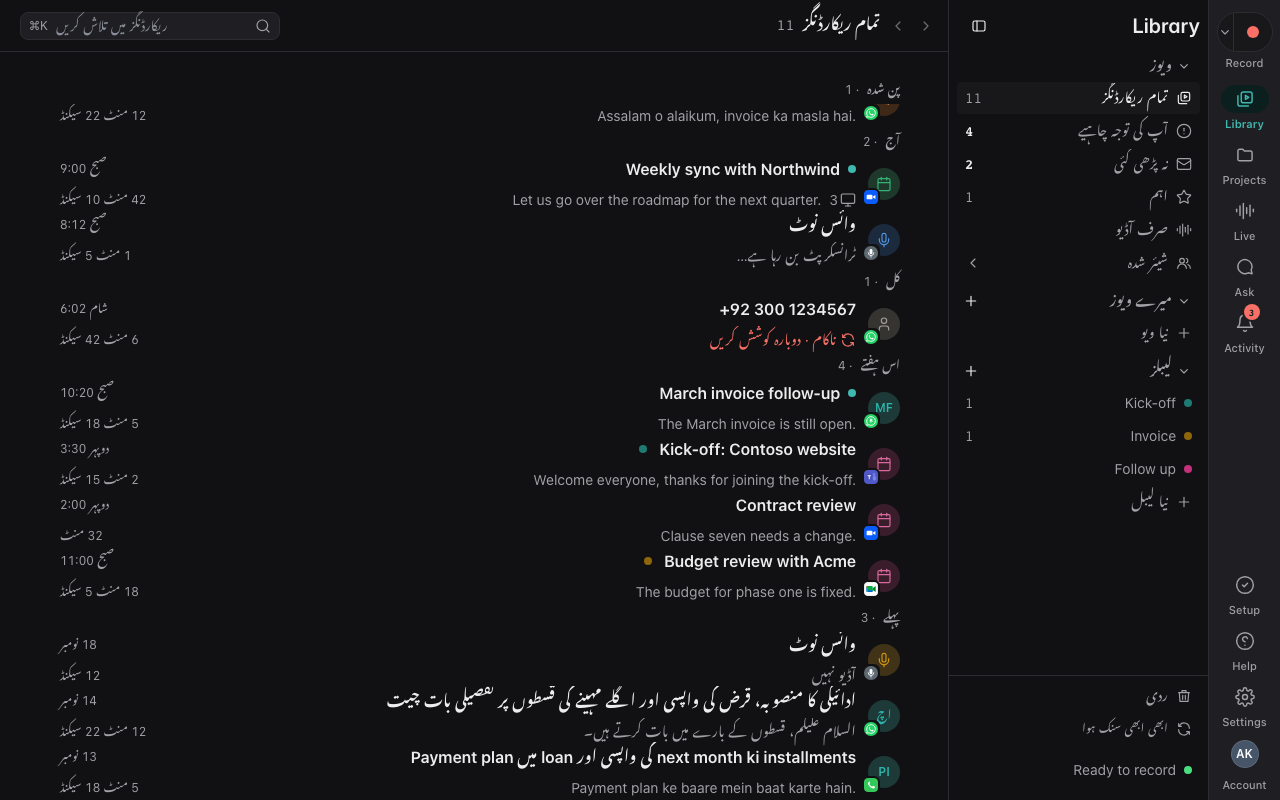 Record
Library
Projects
Live
Ask
3
Activity
Setup
Help
Settings
AK
Account
Library
ویوز
تمام ریکارڈنگز 11
آپ کی توجہ چاہیے 4
نہ پڑھی گئی 2
اہم 1
صرف آڈیو
شیئر شدہ
میرے ویوز
نیا ویو
لیبلز
Kick-off 1
Invoice 1
Follow up
نیا لیبل
ردی
ابھی ابھی سنک ہوا
Ready to record
تمام ریکارڈنگز 11
ریکارڈنگز میں تلاش کریں ⌘K
پن شدہ · 1
Assalam o alaikum, invoice ka masla hai. 12 منٹ 22 سیکنڈ
آج · 2
Weekly sync with Northwind 9:00 صبح
3 Let us go over the roadmap for the next quarter. 42 منٹ 10 سیکنڈ
وائس نوٹ 8:12 صبح
ٹرانسکرپٹ بن رہا ہے... 1 منٹ 5 سیکنڈ
کل · 1
+92 300 1234567 6:02 شام
ناکام · دوبارہ کوشش کریں 6 منٹ 42 سیکنڈ
اس ہفتے · 4
MF March invoice follow-up 10:20 صبح
The March invoice is still open. 5 منٹ 18 سیکنڈ
Kick-off: Contoso website 3:30 دوپہر
Welcome everyone, thanks for joining the kick-off. 2 منٹ 15 سیکنڈ
Contract review 2:00 دوپہر
Clause seven needs a change. 32 منٹ
Budget review with Acme 11:00 صبح
The budget for phase one is fixed. 18 منٹ 5 سیکنڈ
پہلے · 3
وائس نوٹ 18 نومبر
آڈیو نہیں 12 سیکنڈ
اچ ادائیگی کا منصوبہ، قرض کی واپسی اور اگلے مہینے کی قسطوں پر تفصیلی بات چیت 14 نومبر
السلام علیکم، قسطوں کے بارے میں بات کرتے ہیں۔ 12 منٹ 22 سیکنڈ
PI Payment plan میں loan کی واپسی اور next month ki installments 13 نومبر
Payment plan ke baare mein baat karte hain. 5 منٹ 18 سیکنڈ